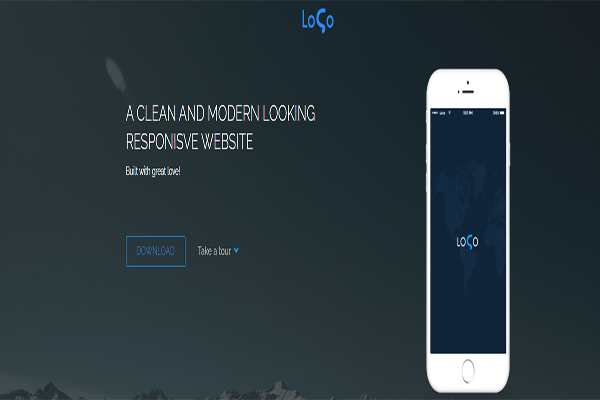 LoGo
A CLEAN AND MODERN LOOKING
RESPONISVE WEBSITE
Built with great love!
DOWNLOAD
Take a tour
LOGO